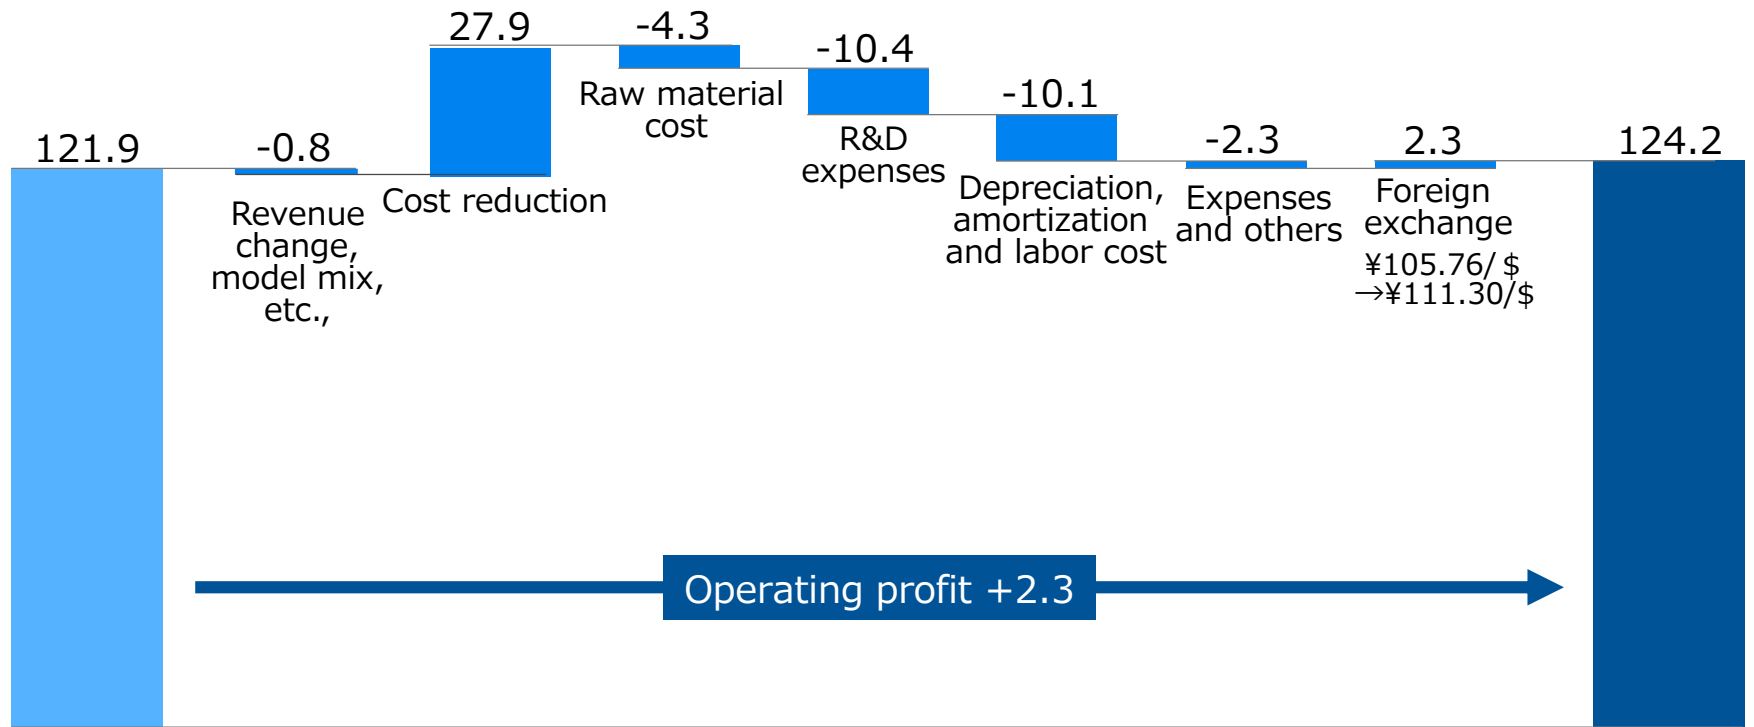 121.9
-0.8
Revenue
change,
model mix,
etc.,
27.9
Cost reduction
-4.3
Raw material
cost
-10.4
R&D
expenses
-10.1
Depreciation,
amortization
and labor cost
-2.3
Expenses
and others
2.3
Foreign
exchange
¥105.76/ $
→¥111.30/$
124.2
Operating profit +2.3